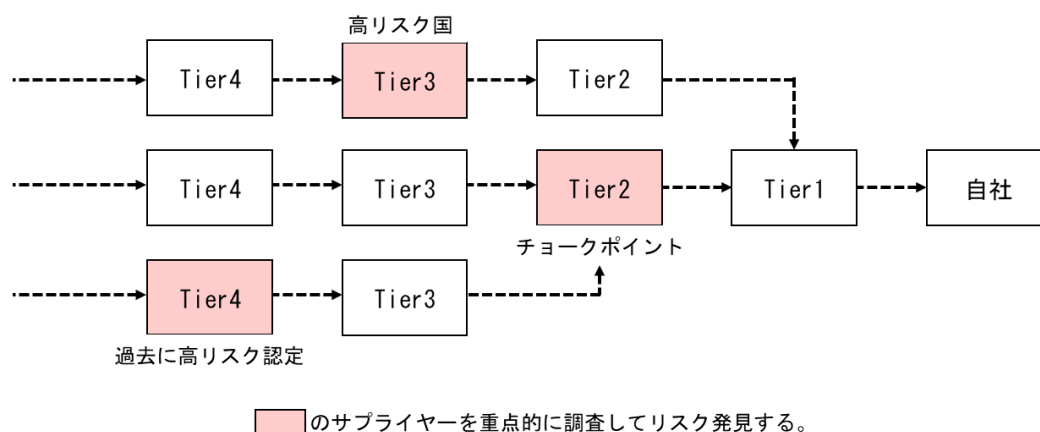 高リスク国
Tier4
Tier3
Tier2
Tier4
Tier3
Tier2
Tier1
自社
チョークポイント
Tier4
Tier3
過去に高リスク認定
のサプライヤーを重点的に調査してリスク発見する。